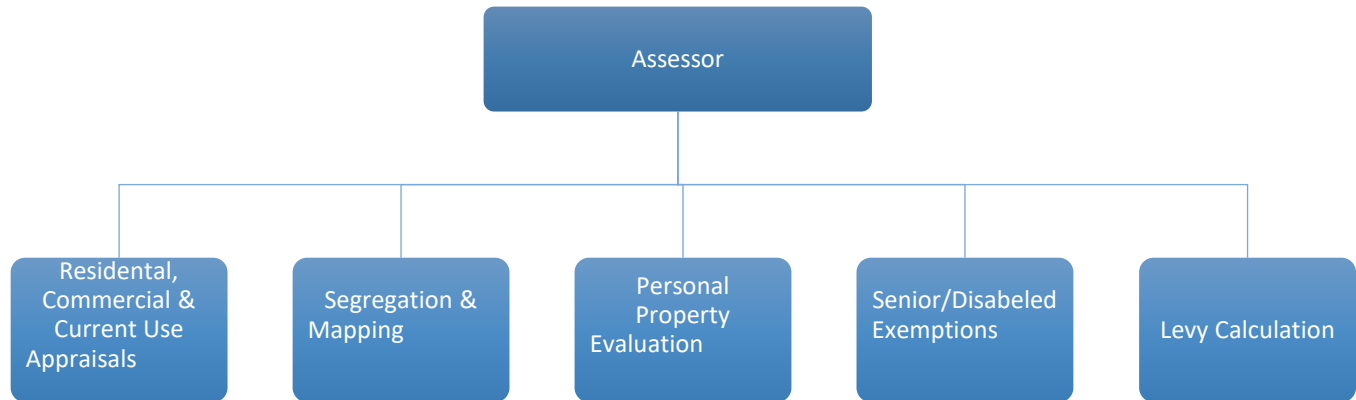 Assessor
Residental,
Commercial &
Current Use
Appraisals
Segregation &
Mapping
Personal
Property
Evaluation
Senior/Disabeled
Exemptions
Levy Calculation